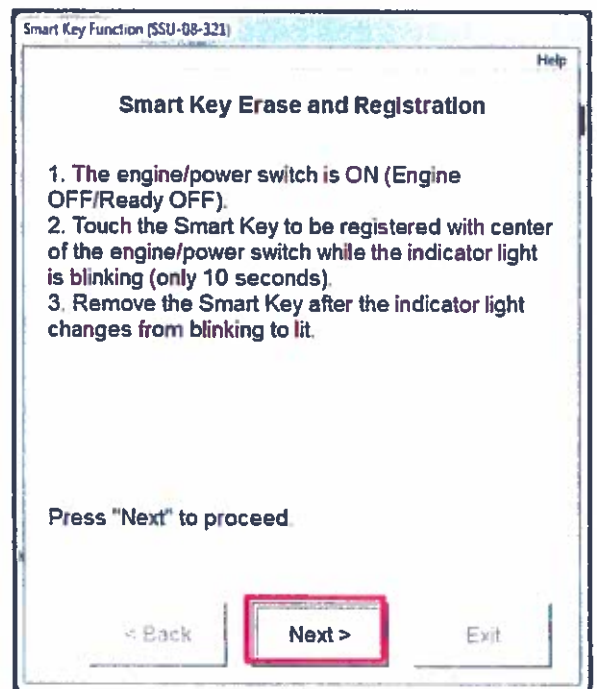 Smart Key Function (SSU-08-321)
Help
Smart Key Erase and Registration
1. The engine/power switch is ON (Engine
OFF/Ready OFF).
2. Touch the Smart Key to be registered with center
of the engine/power switch while the indicator light
is blinking (only 10 seconds).
3. Remove the Smart Key after the indicator light
changes from blinking to lit.
Press "Next" to proceed.
< Back
Next >
Exit